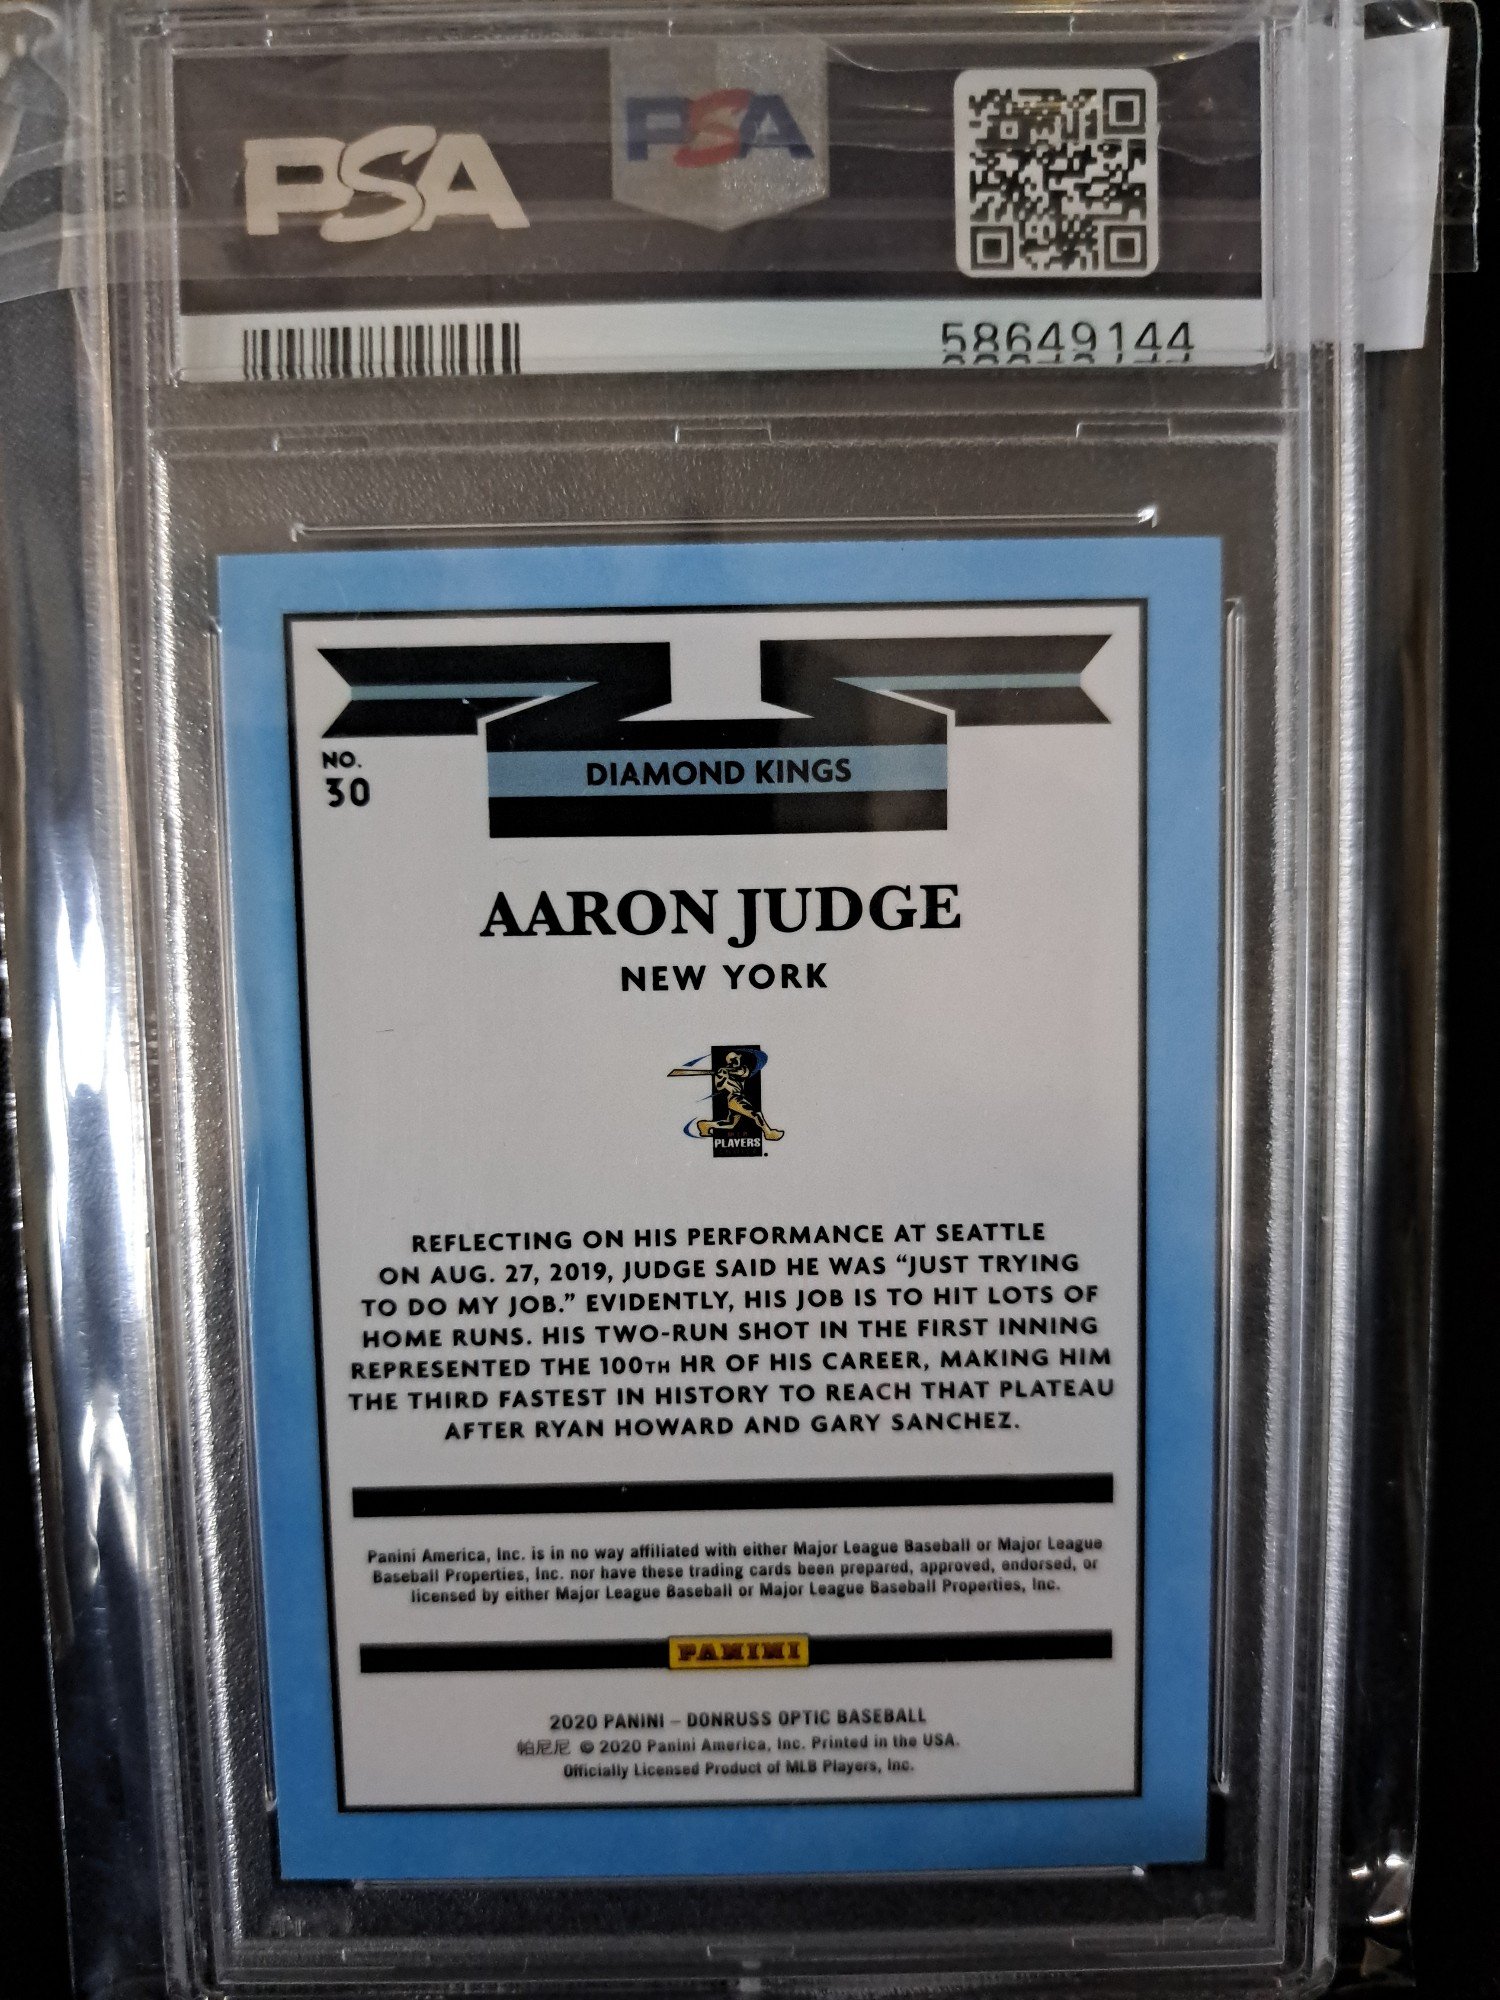 PSA
PSA
58649144
NO.
30
DIAMOND KINGS
AARON JUDGE
NEW YORK
PLAYERS
REFLECTING ON HIS PERFORMANCE AT SEATTLE
ON AUG. 27, 2019, JUDGE SAID HE WAS “JUST TRYING
TO DO MY JOB.” EVIDENTLY, HIS JOB IS TO HIT LOTS OF
HOME RUNS. HIS TWO-RUN SHOT IN THE FIRST INNING
REPRESENTED THE 100TH HR OF HIS CAREER, MAKING HIM
THE THIRD FASTEST IN HISTORY TO REACH THAT PLATEAU
AFTER RYAN HOWARD AND GARY SANCHEZ.
Panini America, Inc. is in no way affiliated with either Major League Baseball or Major League
Baseball Properties, Inc. nor have these trading cards been prepared, approved, endorsed, or
licensed by either Major League Baseball or Major League Baseball Properties, Inc.
PANINI
2020 PANINI – DONRUSS OPTIC BASEBALL
帕尼尼 © 2020 Panini America, Inc. Printed in the USA.
Officially Licensed Product of MLB Players, Inc.